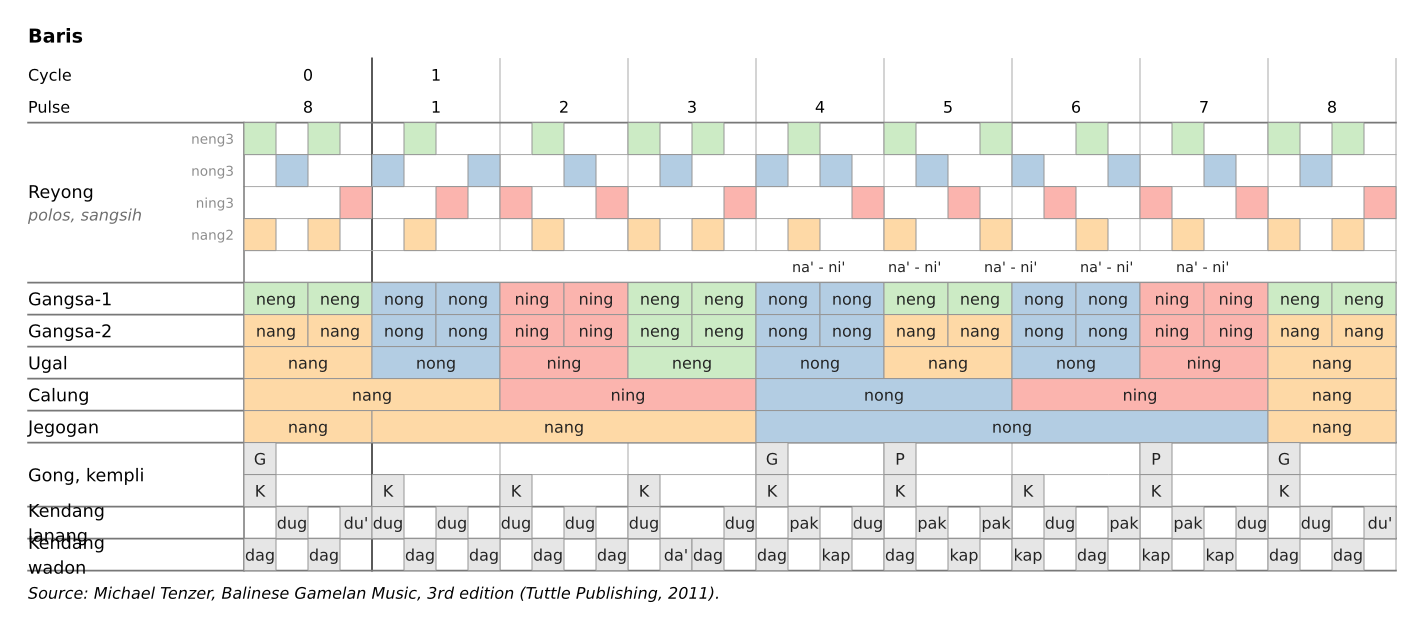 Baris
Cycle 0 1
Pulse 8 1 2 3 4 5 6 7 8
neng3
nong3
Reyong
ning3
polos, sangsih
nang2
na' - ni' na' - ni' na' - ni' na' - ni' na' - ni'
Gangsa-1 neng neng nong nong ning ning neng neng nong nong neng neng nong nong ning ning neng neng
Gangsa-2 nang nang nong nong ning ning neng neng nong nong nang nang nong nong ning ning nang nang
Ugal nang nong ning neng nong nang nong ning nang
Calung nang ning nong ning nang
Jegogan nang nang nong nang
G G P P G
Gong, kempli
K K K K K K K K K
Kendang lanang dug du' dug dug dug dug dug dug pak dug pak pak dug pak pak dug dug du'
Kendang wadon dag dag dag dag dag dag da' dag dag kap dag kap kap dag kap kap dag dag
Source: Michael Tenzer, Balinese Gamelan Music, 3rd edition (Tuttle Publishing, 2011).